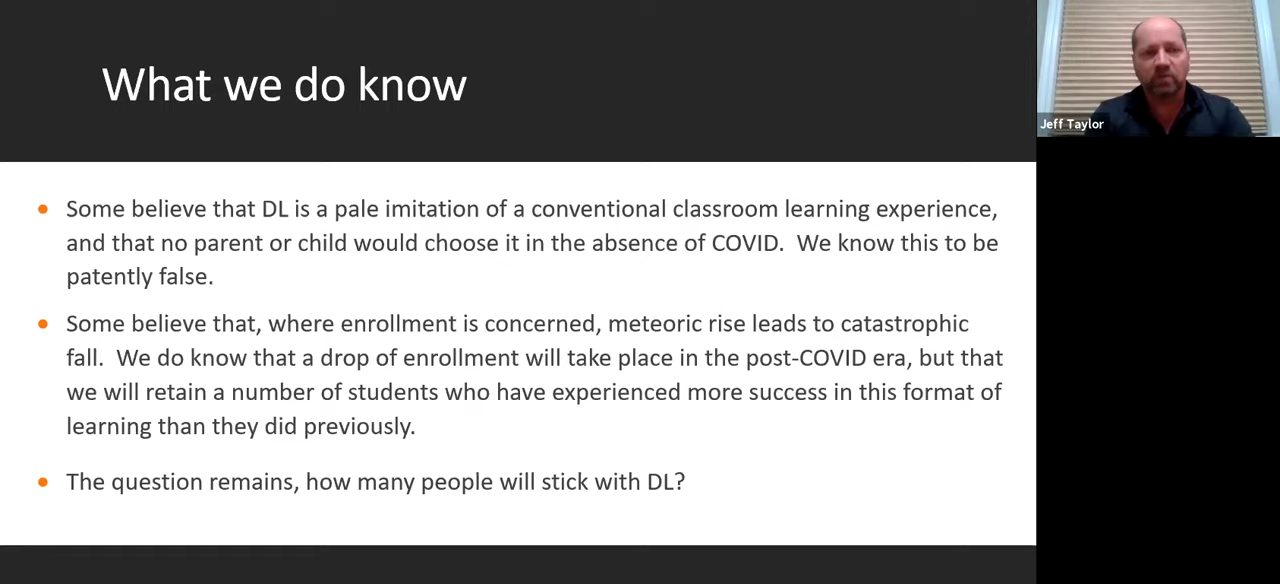 What we do know
Jeff Taylor
• Some believe that DL is a pale imitation of a conventional classroom learning experience,
and that no parent or child would choose it in the absence of COVID.  We know this to be
patently false.
• Some believe that, where enrollment is concerned, meteoric rise leads to catastrophic
fall.  We do know that a drop of enrollment will take place in the post-COVID era, but that
we will retain a number of students who have experienced more success in this format of
learning than they did previously.
• The question remains, how many people will stick with DL?